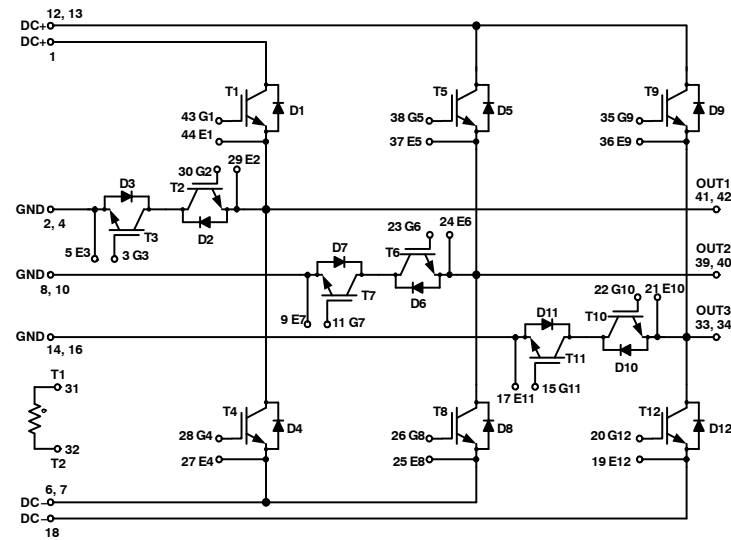 12, 13
DC+
DC+
1
T1
D1
43 G1
44 E1
T5
D5
38 G5
37 E5
T9
D9
35 G9
36 E9
30 G2
29 E2
D3
T2
OUT1
41, 42
GND
2, 4
T3
D2
5 E3
3 G3
23 G6
24 E6
D7
T6
OUT2
39, 40
GND
8, 10
T7
D6
9 E7
11 G7
22 G10
21 E10
D11
T10
OUT3
33, 34
GND
14, 16
T11
D10
17 E11
15 G11
T1
31
32
T2
T4
D4
28 G4
27 E4
T8
D8
26 G8
25 E8
T12
D12
20 G12
19 E12
6, 7
DC–
DC–
18